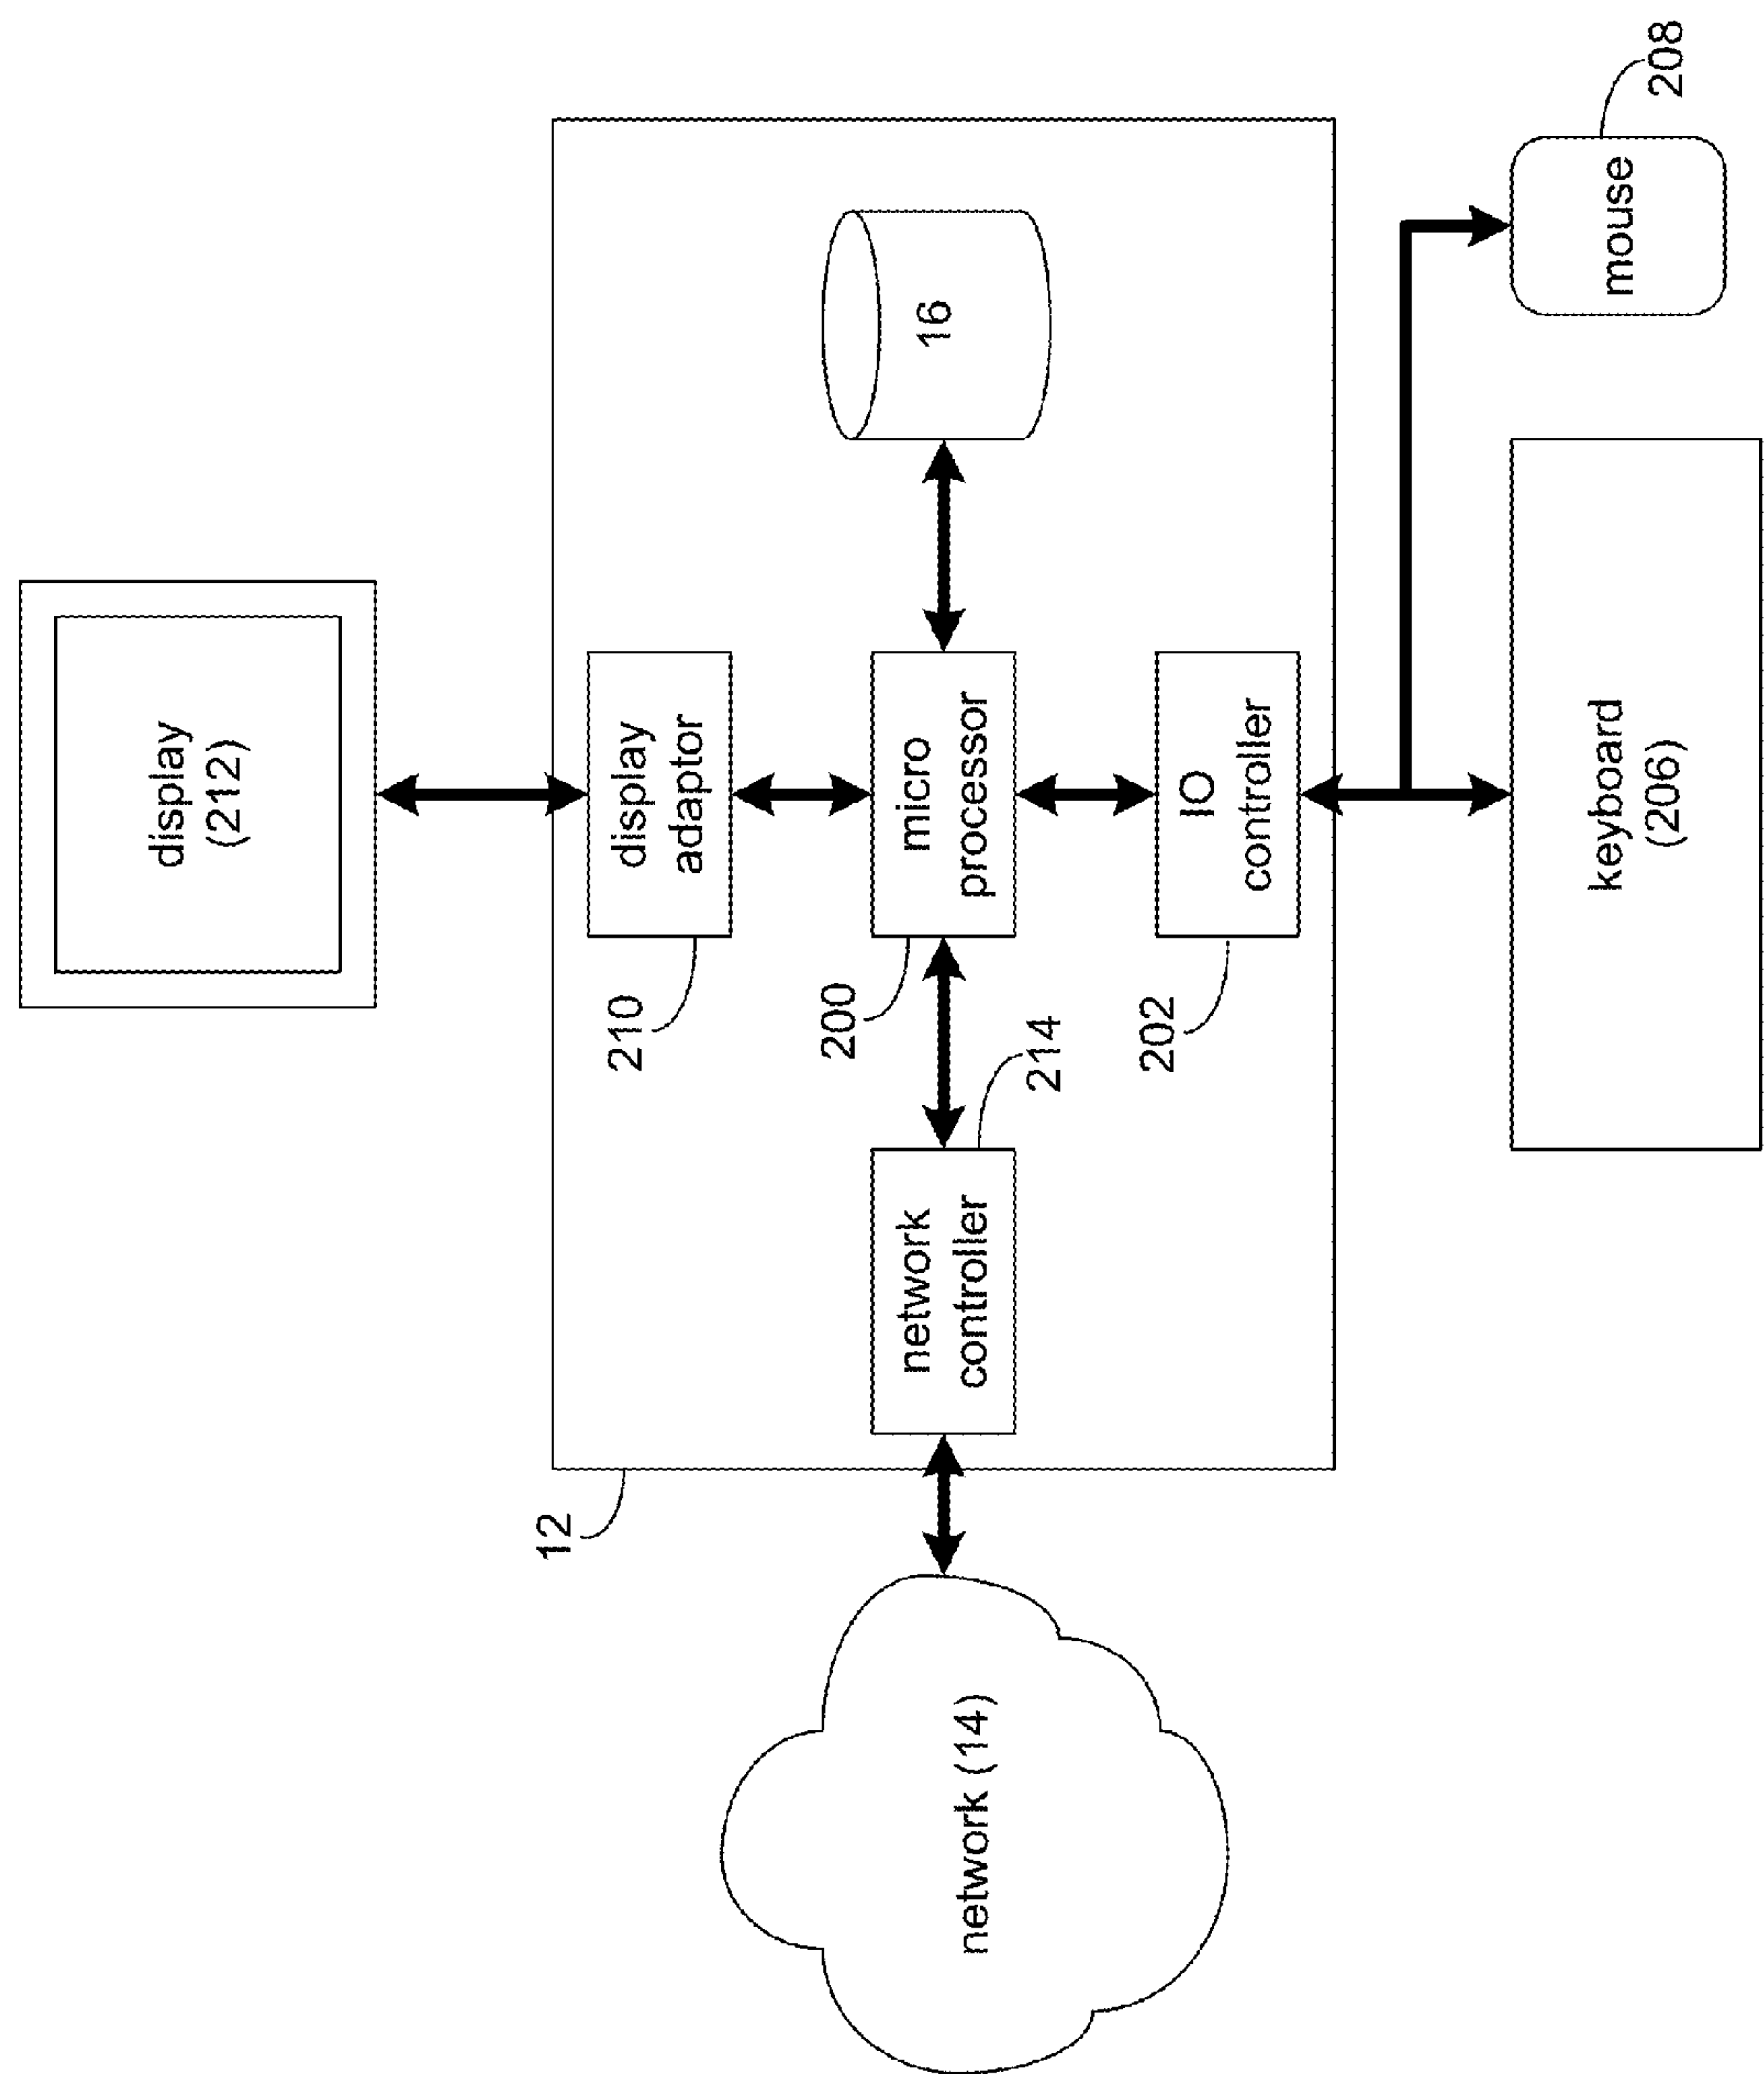 display
(212)
12
210
display
adaptor
200
network
controller
micro
processor
16
network (14)
214
202
IO
controller
keyboard
(206)
mouse
208